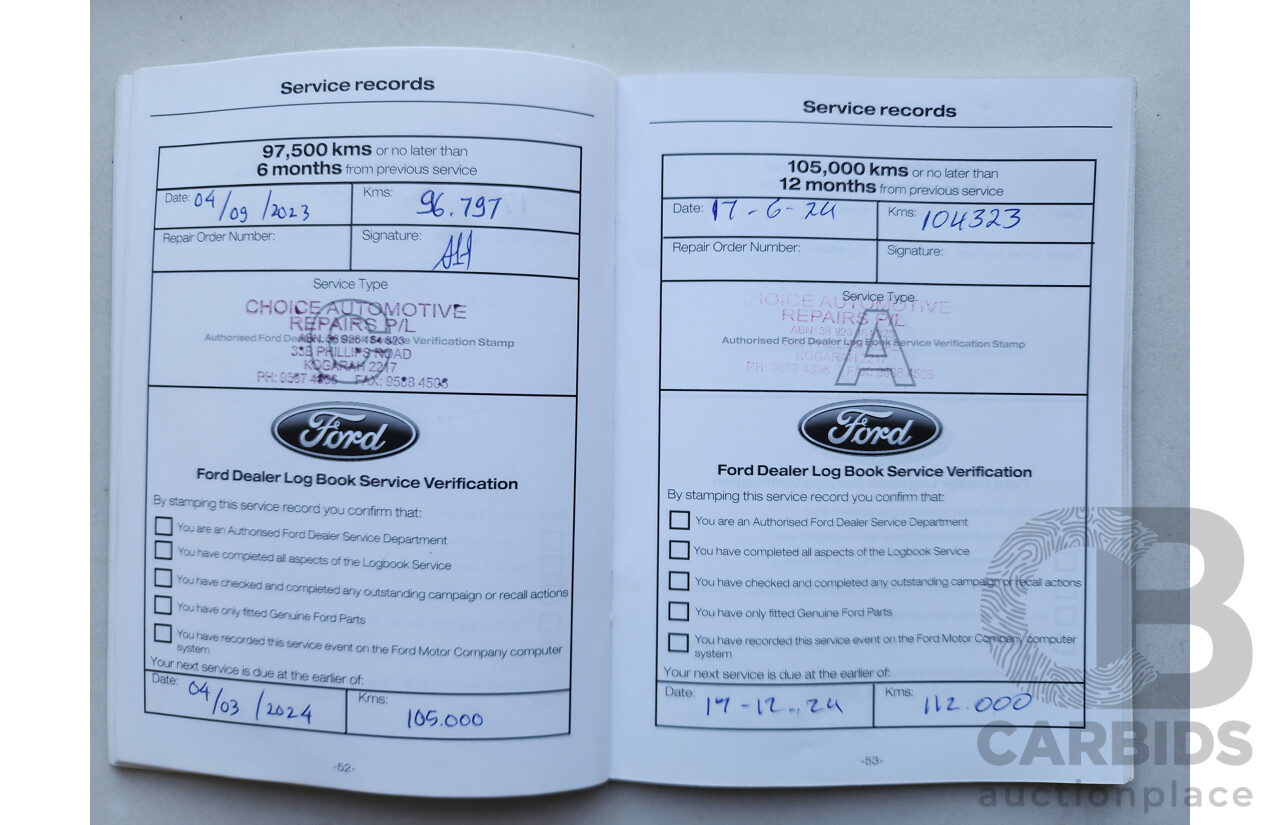 Service records
97,500 kms or no later than
6 months from previous service
Date: 04/09/2023
Kms: 96.797
Repair Order Number:
Signature:
Service Type
CHOICE AUTOMOTIVE
REPAIRS P/L
Authorised Ford Dealer Log Book Service Verification Stamp
PHILLIPS ROAD
KOGARAH 2217
Ford
Ford Dealer Log Book Service Verification
By stamping this service record you confirm that:
You are an Authorised Ford Dealer Service Department
You have completed all aspects of the Logbook Service
You have checked and completed any outstanding campaign or recall actions
You have only fitted Genuine Ford Parts
You have recorded this service event on the Ford Motor Company computer
system
Your next service is due at the earlier of:
Date: 04/03/2024
Kms: 105.000
-52-
Service records
105,000 kms or no later than
12 months from previous service
Date: 17-6-24
Kms: 104323
Repair Order Number:
Signature:
Service Type
CHOICE AUTOMOTIVE
REPAIRS P/L
Authorised Ford Dealer Log Book Service Verification Stamp
A
KOGARAH 2217
Ford
Ford Dealer Log Book Service Verification
By stamping this service record you confirm that:
You are an Authorised Ford Dealer Service Department
You have completed all aspects of the Logbook Service
You have checked and completed any outstanding campaign or recall actions
You have only fitted Genuine Ford Parts
You have recorded this service event on the Ford Motor Company computer
system
Your next service is due at the earlier of:
Date: 17-12-24
Kms: 112.000
-53-
CB
CARBIDS
auctionplace